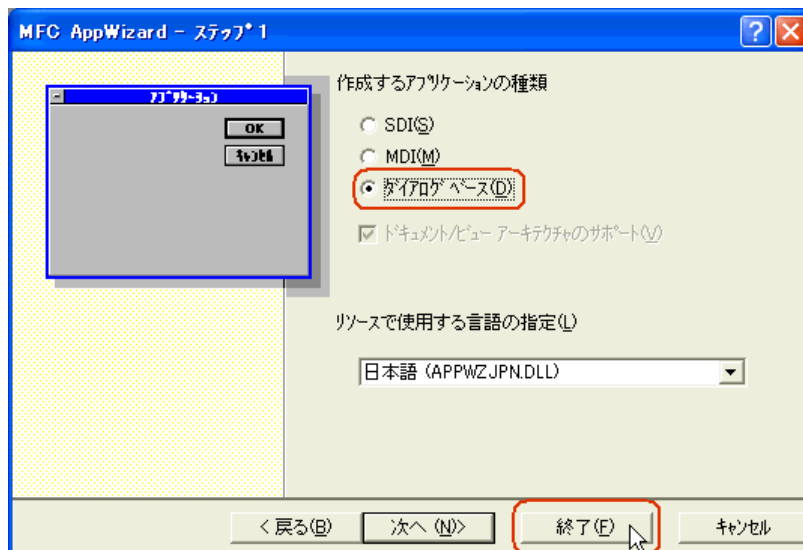 MFC AppWizard - ｽﾃｯﾌﾟ 1
ｱﾌﾟﾘｹｰｼｮﾝ
OK
ｷｬﾝｾﾙ
作成するｱﾌﾟﾘｹｰｼｮﾝの種類
SDI(S)
MDI(M)
ﾀﾞｲｱﾛｸﾞ ﾍﾞｰｽ(D)
ﾄﾞｷｭﾒﾝﾄ/ﾋﾞｭｰ ｱｰｷﾃｸﾁｬのｻﾎﾟｰﾄ(V)
ﾘｿｰｽで使用する言語の指定(L)
日本語 (APPWZJPN.DLL)
< 戻る(B)
次へ (N)>
終了(F)
ｷｬﾝｾﾙ